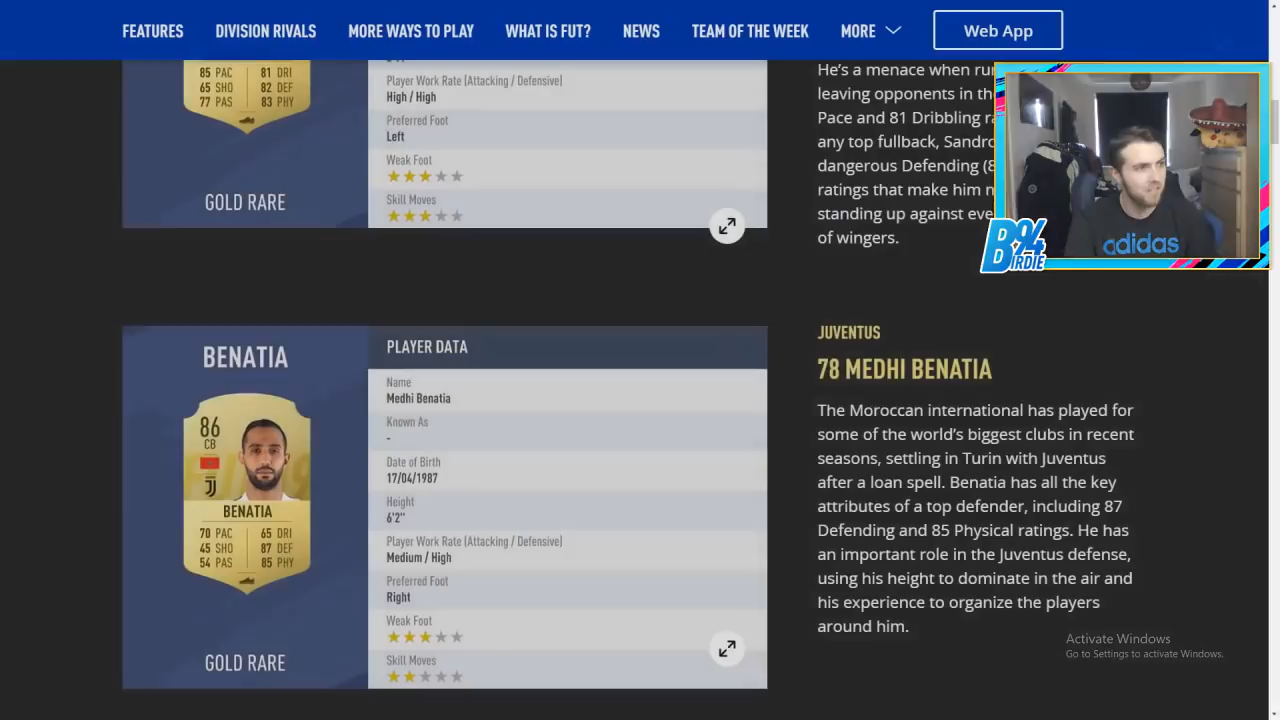 FEATURES DIVISION RIVALS MORE WAYS TO PLAY WHAT IS FUT? NEWS TEAM OF THE WEEK MORE Web App
85 PAC 81 DRI
65 SHO 82 DEF
77 PAS 83 PHY
GOLD RARE
Player Work Rate (Attacking / Defensive)
High / High
Preferred Foot
Left
Weak Foot
Skill Moves
He's a menace when
leaving opponents in
Pace and 81 Dribbling
any top fullback,
dangerous Defending
ratings that make him
standing up against
of wingers.
adidas
B94
BIRDIE
BENATIA
86
CB
BENATIA
70 PAC 65 DRI
45 SHO 87 DEF
54 PAS 85 PHY
GOLD RARE
PLAYER DATA
Name
Medhi Benatia
Known As
-
Date of Birth
17/04/1987
Height
6'2"
Player Work Rate (Attacking / Defensive)
Medium / High
Preferred Foot
Right
Weak Foot
Skill Moves
JUVENTUS
78 MEDHI BENATIA
The Moroccan international has played for
some of the world's biggest clubs in recent
seasons, settling in Turin with Juventus
after a loan spell. Benatia has all the key
attributes of a top defender, including 87
Defending and 85 Physical ratings. He has
an important role in the Juventus defense,
using his height to dominate in the air and
his experience to organize the players
around him.
Activate Windows
Go to Settings to activate Windows.